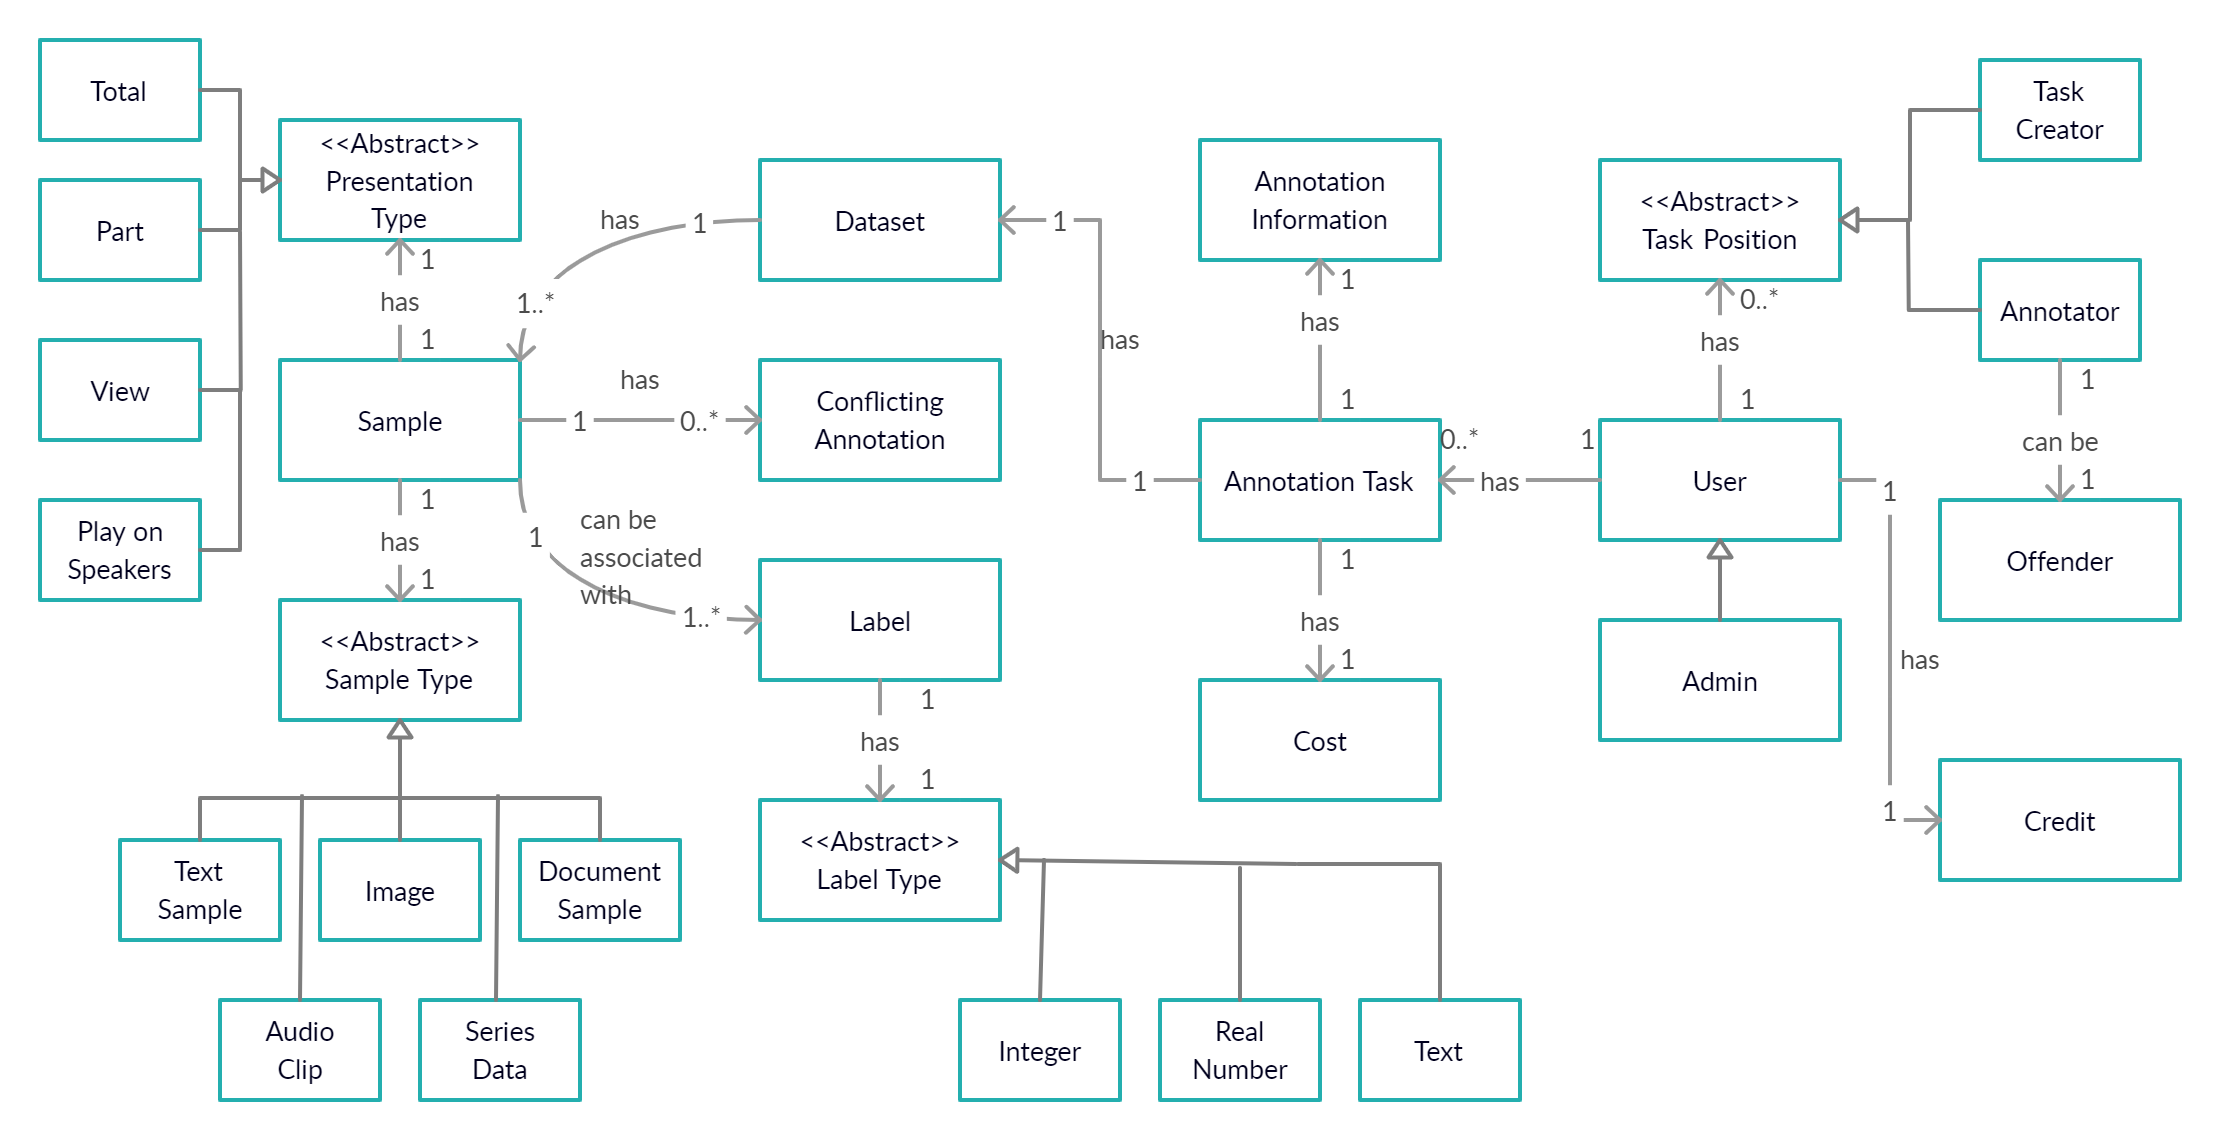 Total
<<Abstract>>
Presentation
Type
Part
View
Play on
Speakers
1
has
1
Sample
1
has
1
<<Abstract>>
Sample Type
Text
Sample
Image
Document
Sample
Audio
Clip
Series
Data
has
1
1..*
Dataset
has
1
0..*
Conflicting
Annotation
1
can be
associated
with
1..*
Label
1
has
1
<<Abstract>>
Label Type
Integer
Real
Number
Text
1
has
1
Annotation
Information
1
has
1
Annotation Task
1
has
1
Cost
0..*
1
has
<<Abstract>>
Task Position
0..*
has
1
User
Admin
Task
Creator
Annotator
1
can be
1
Offender
1
has
1
Credit